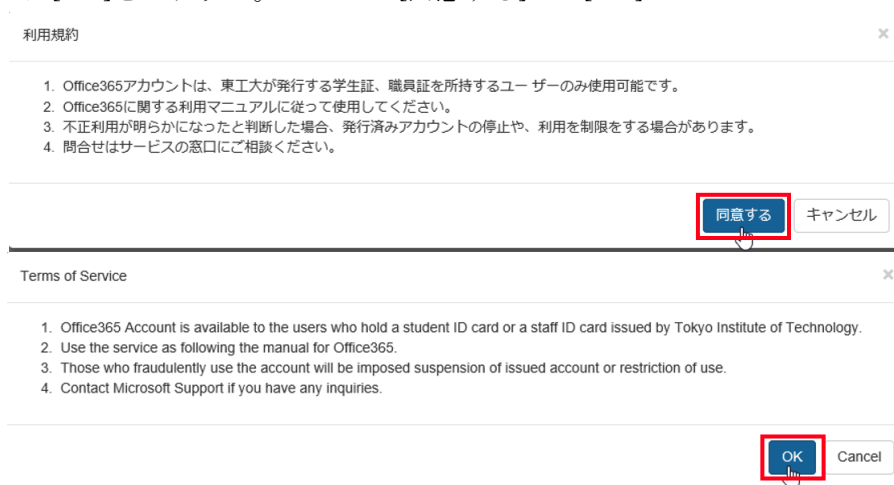 利用規約 ×
1. Office365アカウントは、東工大が発行する学生証、職員証を所持するユー ザーのみ使用可能です。
2. Office365に関する利用マニュアルに従って使用してください。
3. 不正利用が明らかになったと判断した場合、発行済みアカウントの停止や、利用を制限をする場合があります。
4. 問合せはサービスの窓口にご相談ください。
同意する キャンセル
Terms of Service ×
1. Office365 Account is available to the users who hold a student ID card or a staff ID card issued by Tokyo Institute of Technology.
2. Use the service as following the manual for Office365.
3. Those who fraudulently use the account will be imposed suspension of issued account or restriction of use.
4. Contact Microsoft Support if you have any inquiries.
OK Cancel